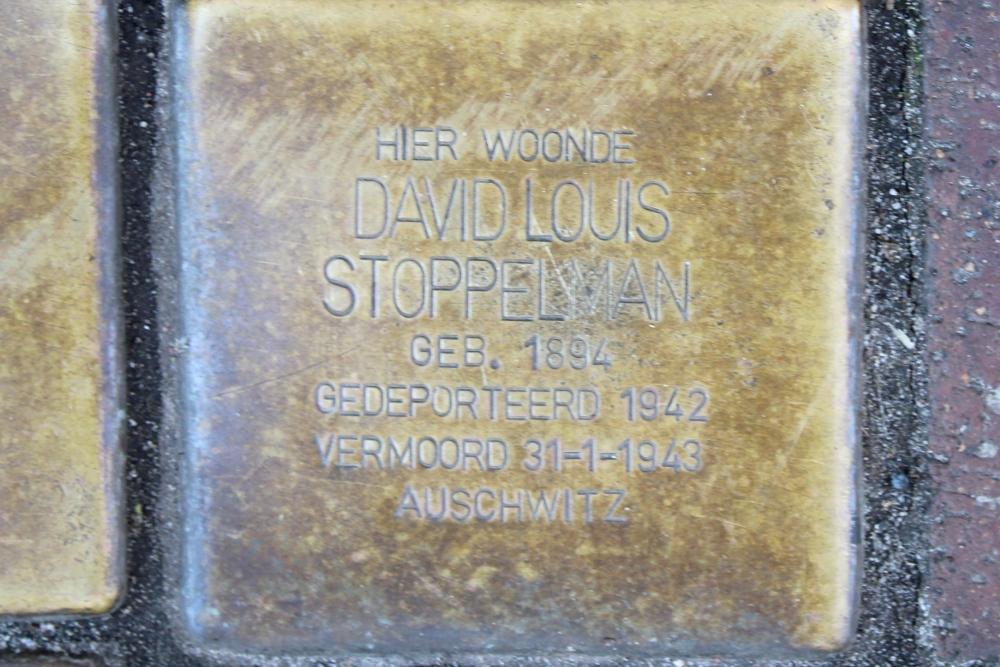 HIER WOONDE
DAVID LOUIS
STOPPELMAN
GEB. 1894
GEDEPORTEERD 1942
VERMOORD 31-1-1943
AUSCHWITZ